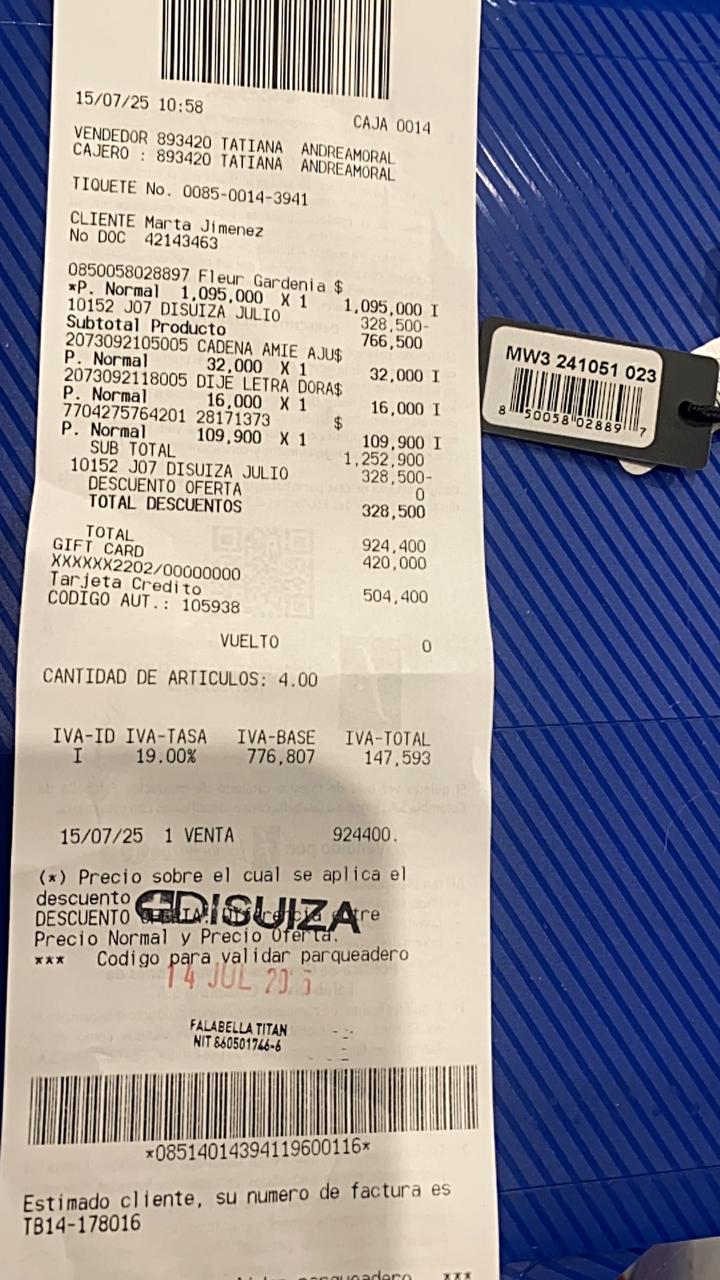 15/07/25 10:58 CAJA 0014
VENDEDOR 893420 TATIANA ANDREAMORAL
CAJERO : 893420 TATIANA ANDREAMORAL
TIQUETE No. 0085-0014-3941
CLIENTE Marta Jimenez
No DOC 42143463
0850058028897 Fleur Gardenia $
*P. Normal 1,095,000 X 1 1,095,000 I
10152 J07 DISUIZA JULIO 328,500-
Subtotal Producto 766,500
2073092105005 CADENA AMIE AJU$
P. Normal 32,000 X 1 32,000 I
2073092118005 DIJE LETRA DORA$
P. Normal 16,000 X 1 16,000 I
7704275764201 28171373 $
P. Normal 109,900 X 1 109,900 I
SUB TOTAL 1,252,900
10152 J07 DISUIZA JULIO 328,500-
DESCUENTO OFERTA 0
TOTAL DESCUENTOS 328,500
TOTAL 924,400
GIFT CARD 420,000
XXXXXX2202/00000000
Tarjeta Credito 504,400
CODIGO AUT.: 105938
VUELTO 0
CANTIDAD DE ARTICULOS: 4.00
IVA-ID IVA-TASA IVA-BASE IVA-TOTAL
I 19.00% 776,807 147,593
15/07/25 1 VENTA 924400.
(*) Precio sobre el cual se aplica el
descuento
DISUIZA
DESCUENTO OFERTA: Diferencia entre
Precio Normal y Precio Oferta.
*** Codigo para validar parqueadero
14 JUL
FALABELLA TITAN
NIT 860501746-6
*08514014394119600116*
Estimado cliente, su numero de factura es
TB14-178016
MW3 241051 023
8 50058 02889 7